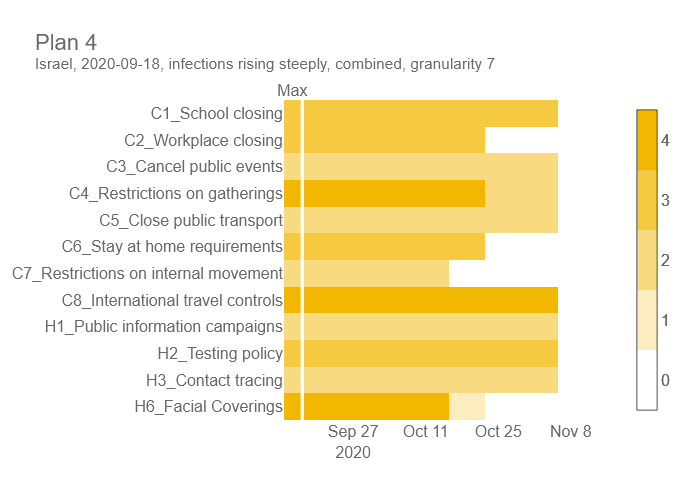 Plan 4
Israel, 2020-09-18, infections rising steeply, combined, granularity 7
Max
C1_School closing
C2_Workplace closing
C3_Cancel public events
C4_Restrictions on gatherings
C5_Close public transport
C6_Stay at home requirements
C7_Restrictions on internal movement
C8_International travel controls
H1_Public information campaigns
H2_Testing policy
H3_Contact tracing
H6_Facial Coverings
Sep 27 Oct 11 Oct 25 Nov 8
2020
4
3
2
1
0